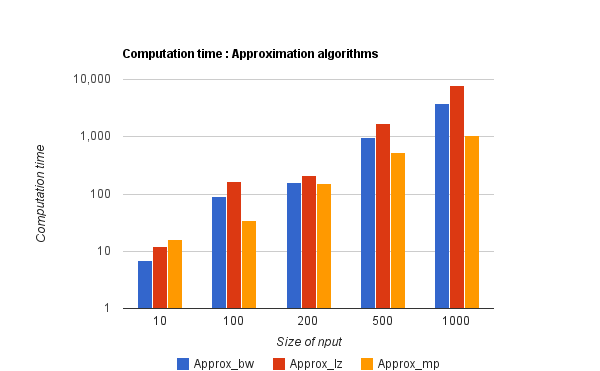 Computation time : Approximation algorithms
10,000
1,000
100
10
1
Computation time
10 100 200 500 1000
Size of nput
Approx_bw Approx_lz Approx_mp